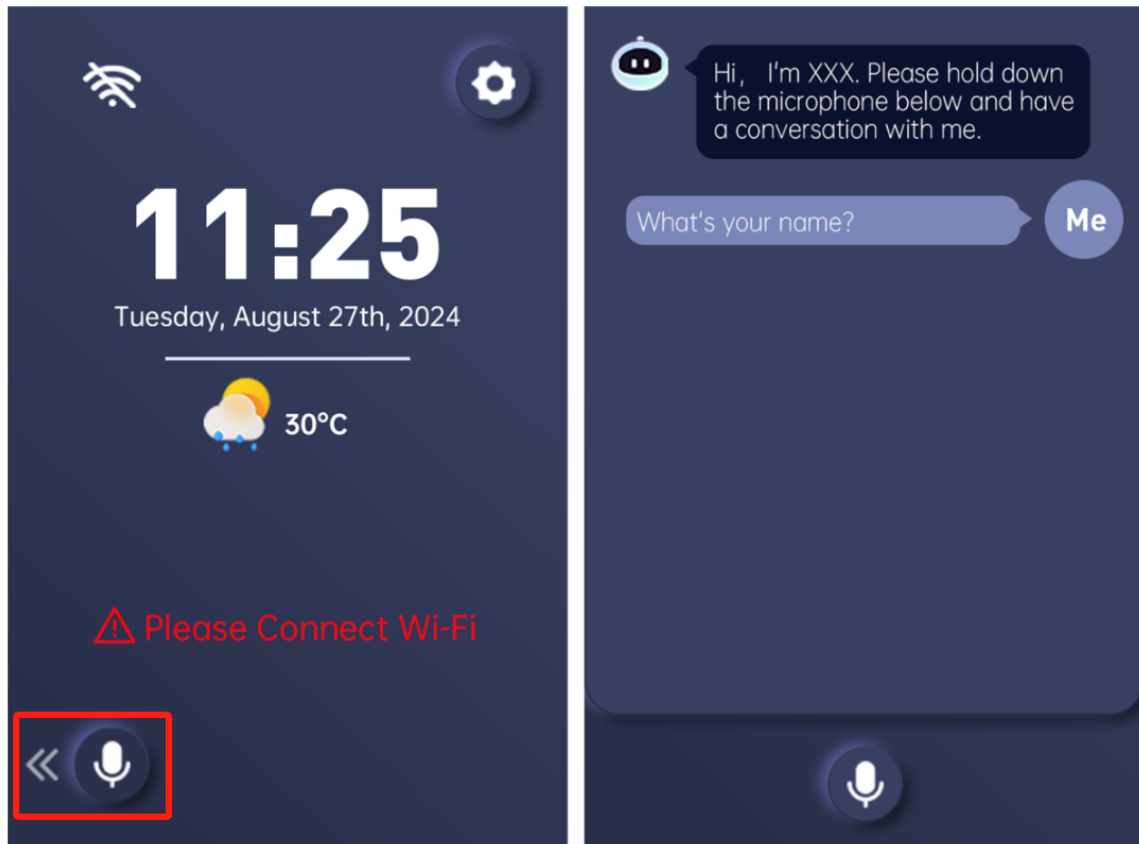 11:25
Tuesday, August 27th, 2024
30°C
Please Connect Wi-Fi
Hi, I'm XXX. Please hold down
the microphone below and have
a conversation with me.
What's your name?
Me